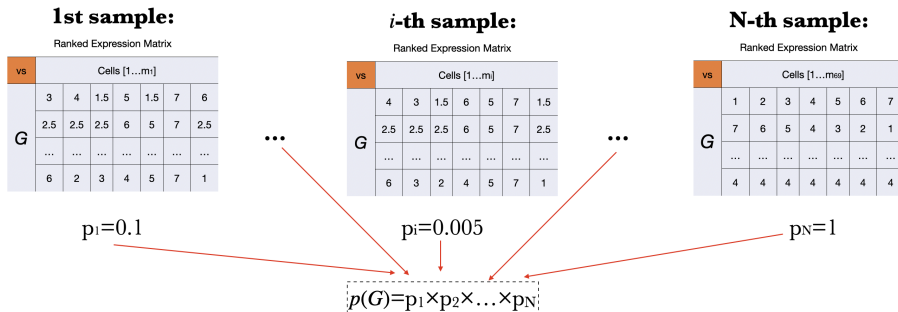 1st sample:
Ranked Expression Matrix
vs Cells [1...m₁]
G
3 4 1.5 5 1.5 7 6
2.5 2.5 2.5 6 5 7 2.5
... ... ... ... ... ... ...
6 2 3 4 5 7 1
p₁=0.1
...
i-th sample:
Ranked Expression Matrix
vs Cells [1...mᵢ]
G
4 3 1.5 6 5 7 1.5
2.5 2.5 2.5 6 5 7 2.5
... ... ... ... ... ... ...
6 3 2 4 5 7 1
pᵢ=0.005
...
N-th sample:
Ranked Expression Matrix
vs Cells [1...m₆₉]
G
1 2 3 4 5 6 7
7 6 5 4 3 2 1
... ... ... ... ... ... ...
4 4 4 4 4 4 4
p_N=1
p(G)=p₁×p₂×...×p_N